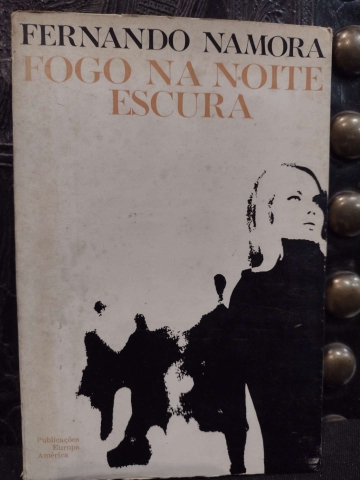 FERNANDO NAMORA
FOGO NA NOITE
ESCURA
Publicações
Europa
América